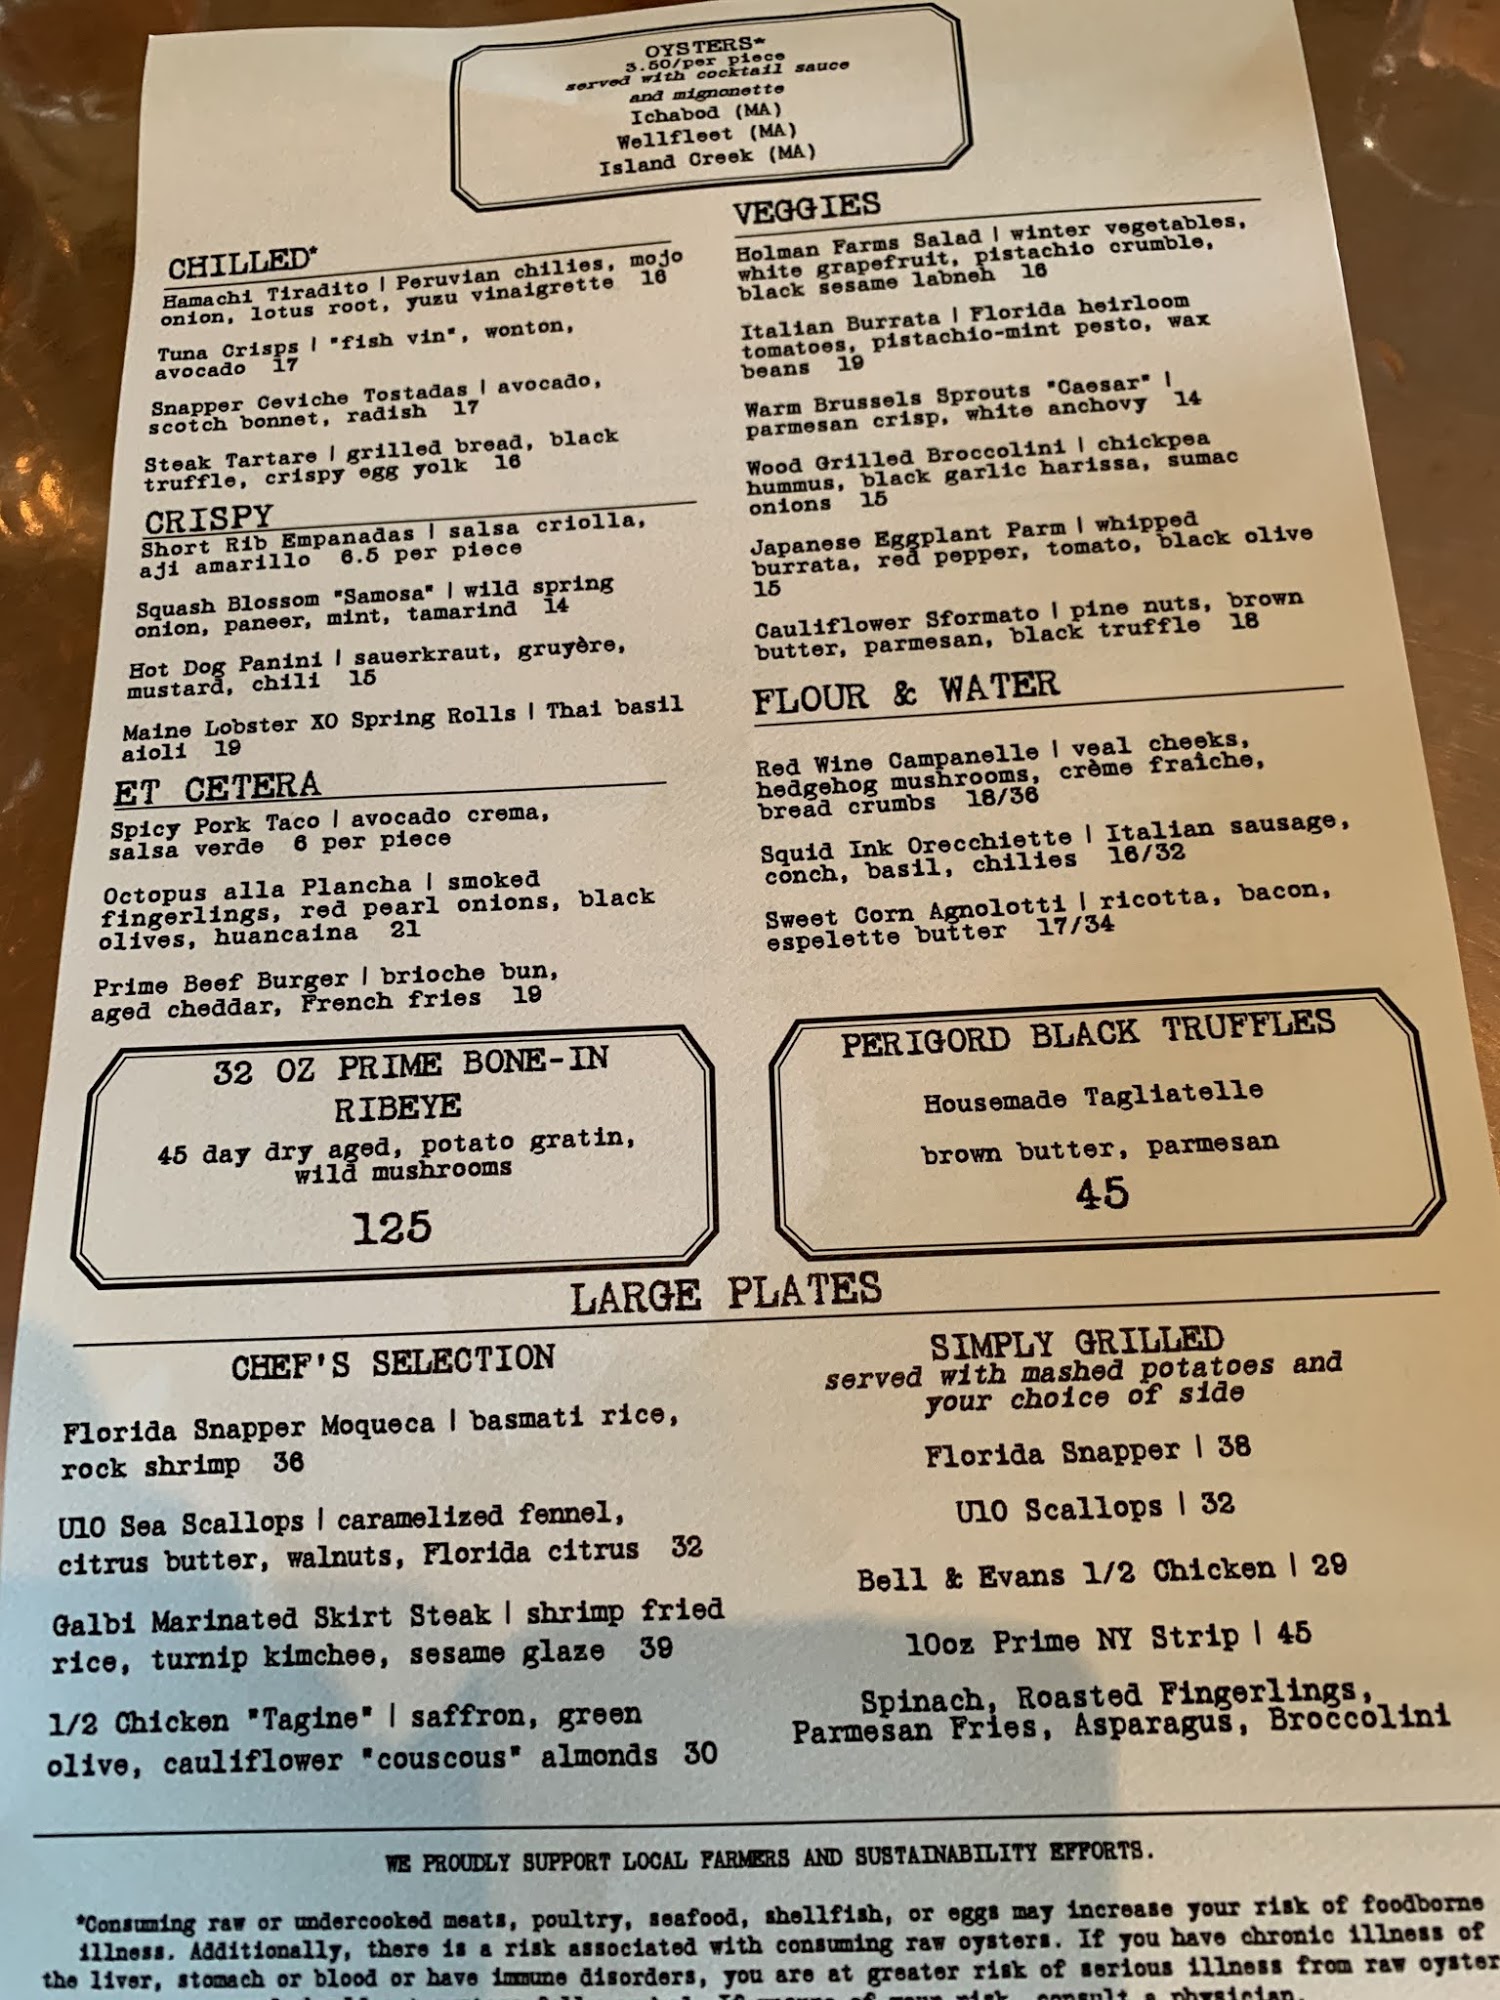 OYSTERS*
3.50/per piece
served with cocktail sauce
and mignonette
Ichabod (MA)
Wellfleet (MA)
Island Creek (MA)
CHILLED*
Hamachi Tiradito | Peruvian chilies, mojo
onion, lotus root, yuzu vinaigrette 16
Tuna Crisps | "fish vin", wonton,
avocado 17
Snapper Ceviche Tostadas | avocado,
scotch bonnet, radish 17
Steak Tartare | grilled bread, black
truffle, crispy egg yolk 16
CRISPY
Short Rib Empanadas | salsa criolla,
aji amarillo 6.5 per piece
Squash Blossom "Samosa" | wild spring
onion, paneer, mint, tamarind 14
Hot Dog Panini | sauerkraut, gruyère,
mustard, chili 15
Maine Lobster XO Spring Rolls | Thai basil
aioli 19
ET CETERA
Spicy Pork Taco | avocado crema,
salsa verde 6 per piece
Octopus alla Plancha | smoked
fingerlings, red pearl onions, black
olives, huancaina 21
Prime Beef Burger | brioche bun,
aged cheddar, French fries 19
VEGGIES
Holman Farms Salad | winter vegetables,
white grapefruit, pistachio crumble,
black sesame labneh 16
Italian Burrata | Florida heirloom
tomatoes, pistachio-mint pesto, wax
beans 19
Warm Brussels Sprouts "Caesar" |
parmesan crisp, white anchovy 14
Wood Grilled Broccolini | chickpea
hummus, black garlic harissa, sumac
onions 15
Japanese Eggplant Parm | whipped
burrata, red pepper, tomato, black olive
15
Cauliflower Sformato | pine nuts, brown
butter, parmesan, black truffle 18
FLOUR & WATER
Red Wine Campanelle | veal cheeks,
hedgehog mushrooms, crème fraîche,
bread crumbs 18/36
Squid Ink Orecchiette | Italian sausage,
conch, basil, chilies 16/32
Sweet Corn Agnolotti | ricotta, bacon,
espelette butter 17/34
32 OZ PRIME BONE-IN
RIBEYE
45 day dry aged, potato gratin,
wild mushrooms
125
PERIGORD BLACK TRUFFLES
Housemade Tagliatelle
brown butter, parmesan
45
LARGE PLATES
CHEF'S SELECTION
Florida Snapper Moqueca | basmati rice,
rock shrimp 36
U10 Sea Scallops | caramelized fennel,
citrus butter, walnuts, Florida citrus 32
Galbi Marinated Skirt Steak | shrimp fried
rice, turnip kimchee, sesame glaze 39
1/2 Chicken "Tagine" | saffron, green
olive, cauliflower "couscous" almonds 30
SIMPLY GRILLED
served with mashed potatoes and
your choice of side
Florida Snapper | 38
U10 Scallops | 32
Bell & Evans 1/2 Chicken | 29
10oz Prime NY Strip | 45
Spinach, Roasted Fingerlings,
Parmesan Fries, Asparagus, Broccolini
WE PROUDLY SUPPORT LOCAL FARMERS AND SUSTAINABILITY EFFORTS.
*Consuming raw or undercooked meats, poultry, seafood, shellfish, or eggs may increase your risk of foodborne
illness. Additionally, there is a risk associated with consuming raw oysters. If you have chronic illness of
the liver, stomach or blood or have immune disorders, you are at greater risk of serious illness from raw oyster
risk, consult a physician.